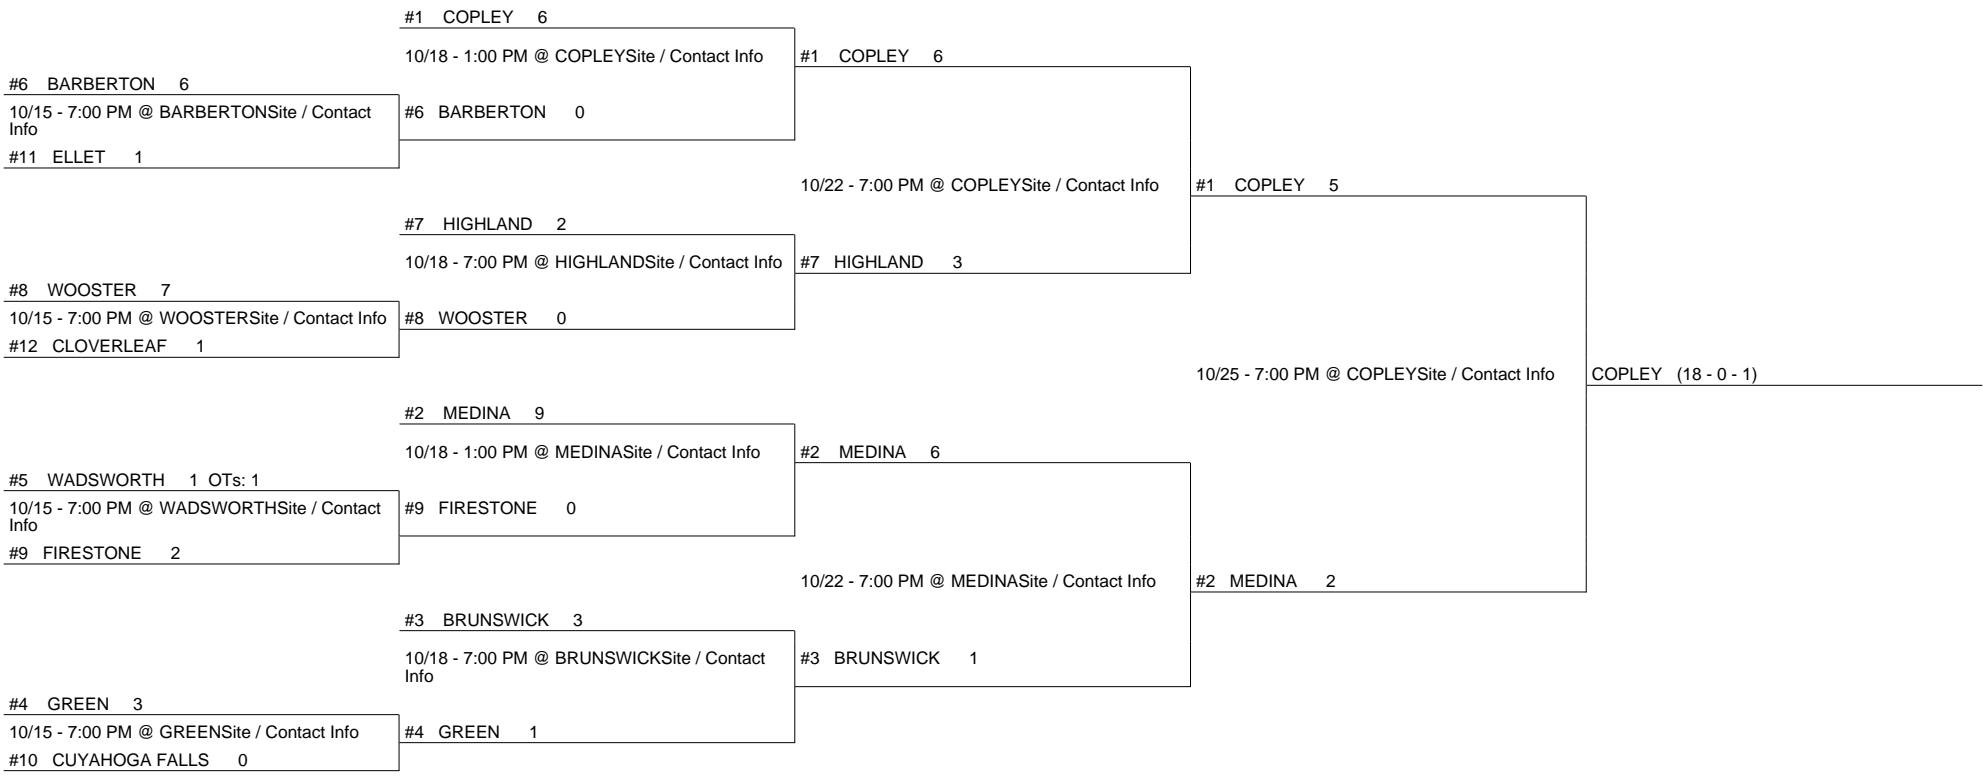 #1 COPLEY 6
10/18 - 1:00 PM @ COPLEYSite / Contact Info
#1 COPLEY 6
#6 BARBERTON 6
10/15 - 7:00 PM @ BARBERTONSite / Contact
Info
#6 BARBERTON 0
#11 ELLET 1
10/22 - 7:00 PM @ COPLEYSite / Contact Info
#1 COPLEY 5
#7 HIGHLAND 2
10/18 - 7:00 PM @ HIGHLANDSite / Contact Info
#7 HIGHLAND 3
#8 WOOSTER 7
10/15 - 7:00 PM @ WOOSTERSite / Contact Info
#8 WOOSTER 0
#12 CLOVERLEAF 1
10/25 - 7:00 PM @ COPLEYSite / Contact Info
COPLEY (18 - 0 - 1)
#2 MEDINA 9
10/18 - 1:00 PM @ MEDINASite / Contact Info
#2 MEDINA 6
#5 WADSWORTH 1 OTs: 1
10/15 - 7:00 PM @ WADSWORTHSite / Contact
Info
#9 FIRESTONE 0
#9 FIRESTONE 2
10/22 - 7:00 PM @ MEDINASite / Contact Info
#2 MEDINA 2
#3 BRUNSWICK 3
10/18 - 7:00 PM @ BRUNSWICKSite / Contact
Info
#3 BRUNSWICK 1
#4 GREEN 3
10/15 - 7:00 PM @ GREENSite / Contact Info
#4 GREEN 1
#10 CUYAHOGA FALLS 0